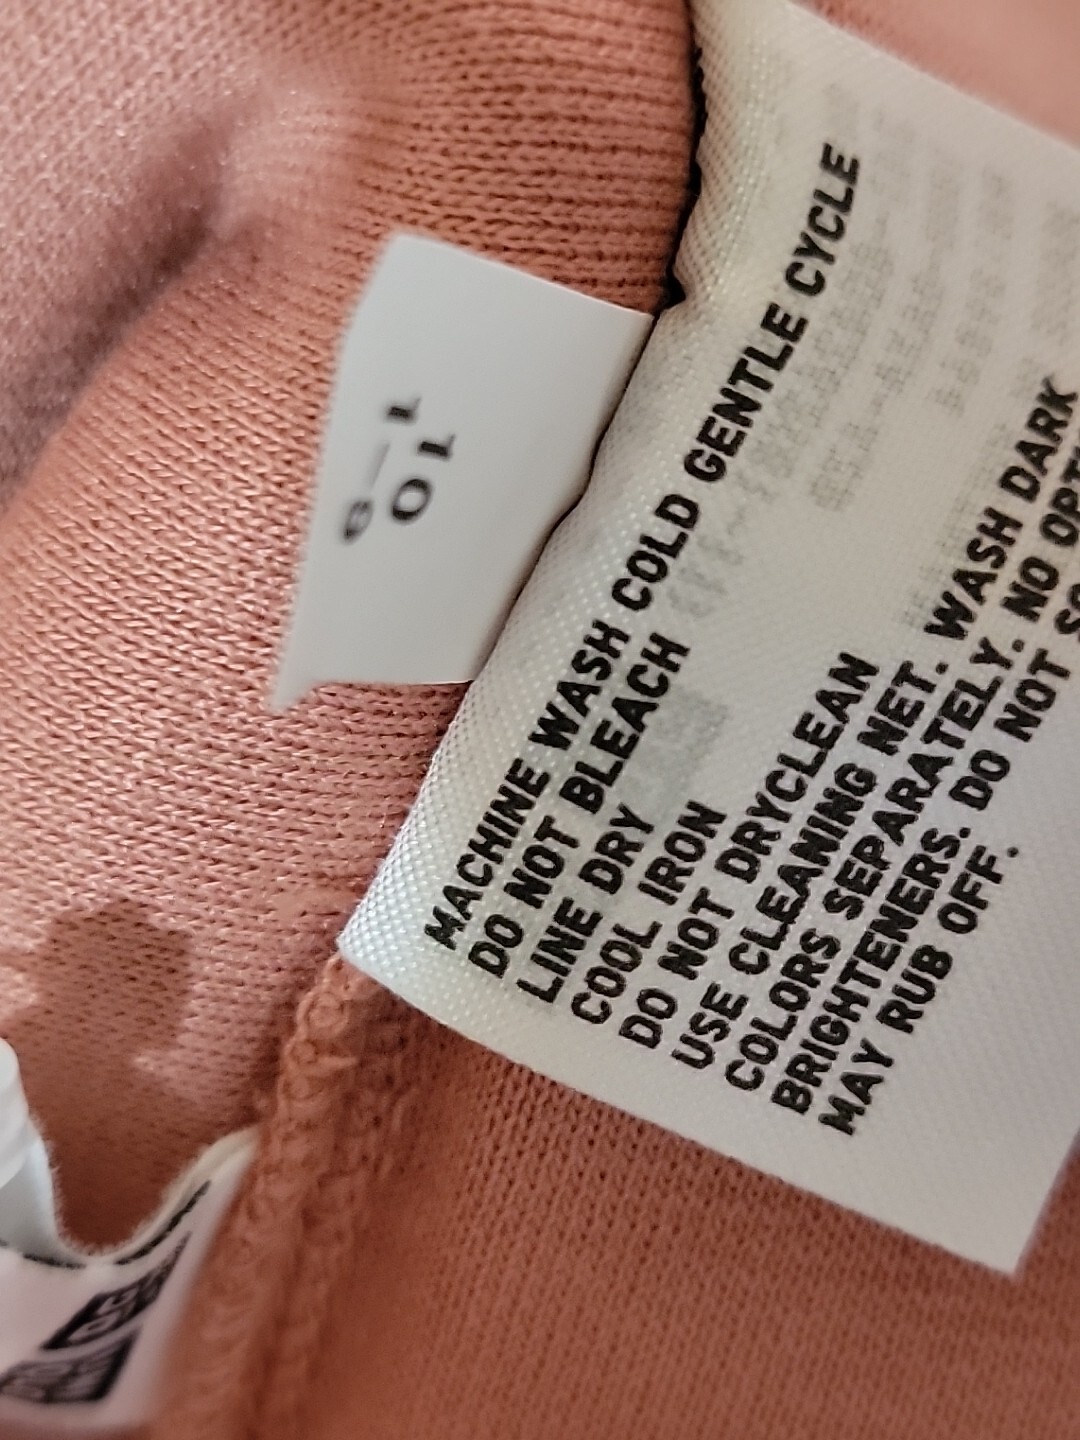 1
10
MACHINE WASH COLD GENTLE CYCLE
DO NOT BLEACH
LINE DRY
COOL IRON
DO NOT DRYCLEAN
USE CLEANING NET. WASH DARK
COLORS SEPARATELY. NO
BRIGHTENERS. DO NOT
MAY RUB OFF.